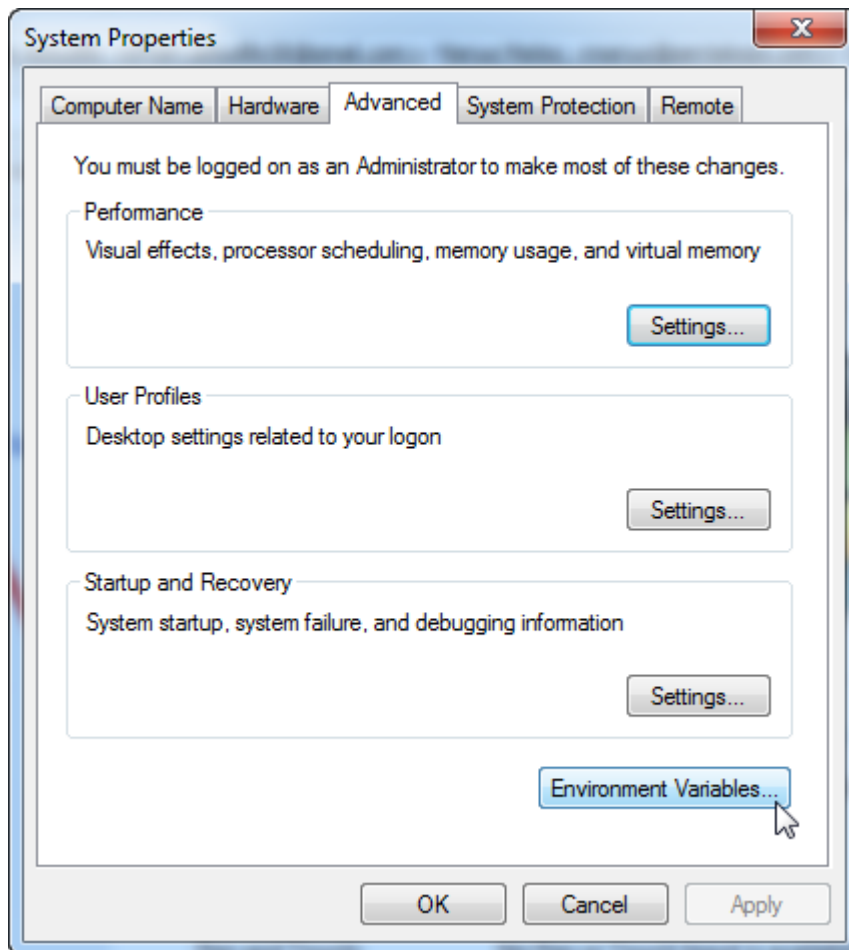 System Properties
Computer Name Hardware Advanced System Protection Remote
You must be logged on as an Administrator to make most of these changes.
Performance
Visual effects, processor scheduling, memory usage, and virtual memory
Settings...
User Profiles
Desktop settings related to your logon
Settings...
Startup and Recovery
System startup, system failure, and debugging information
Settings...
Environment Variables...
OK Cancel Apply